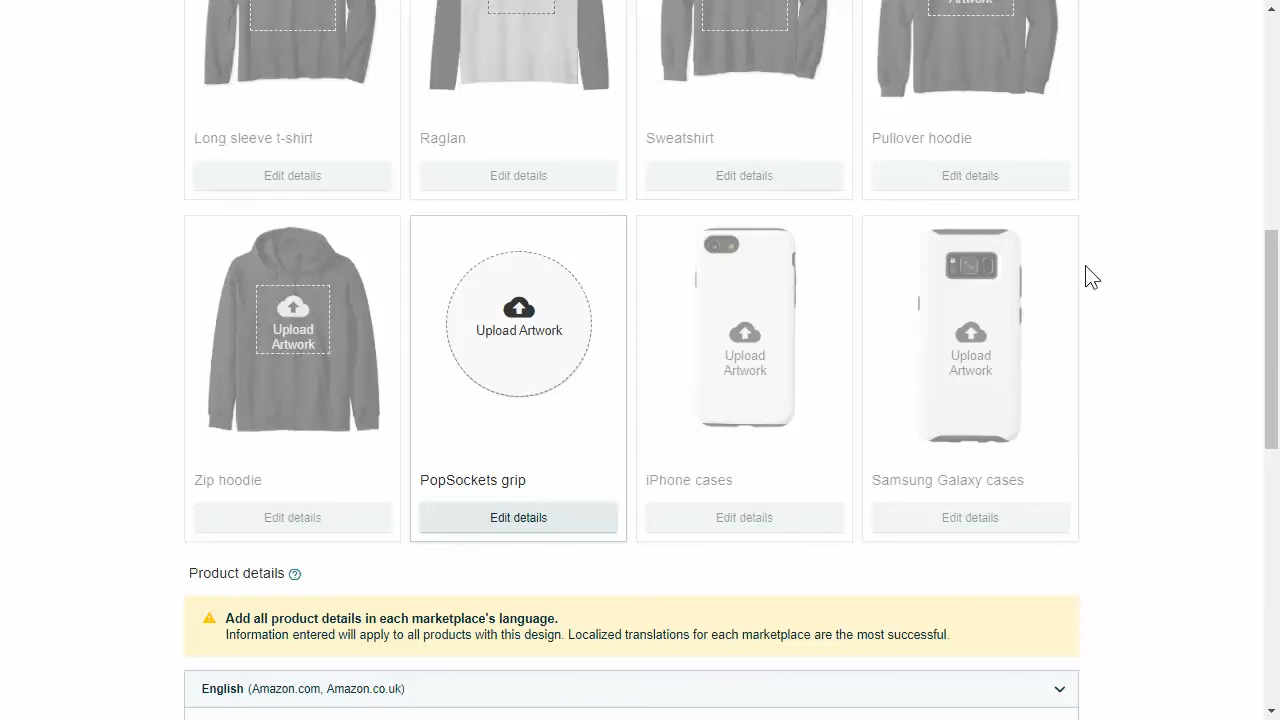 Artwork
Long sleeve t-shirt
Raglan
Sweatshirt
Pullover hoodie
Edit details
Edit details
Edit details
Edit details
Upload
Artwork
Upload Artwork
Upload
Artwork
Upload
Artwork
Zip hoodie
PopSockets grip
iPhone cases
Samsung Galaxy cases
Edit details
Edit details
Edit details
Edit details
Product details ?
Add all product details in each marketplace's language.
Information entered will apply to all products with this design. Localized translations for each marketplace are the most successful.
English (Amazon.com, Amazon.co.uk)